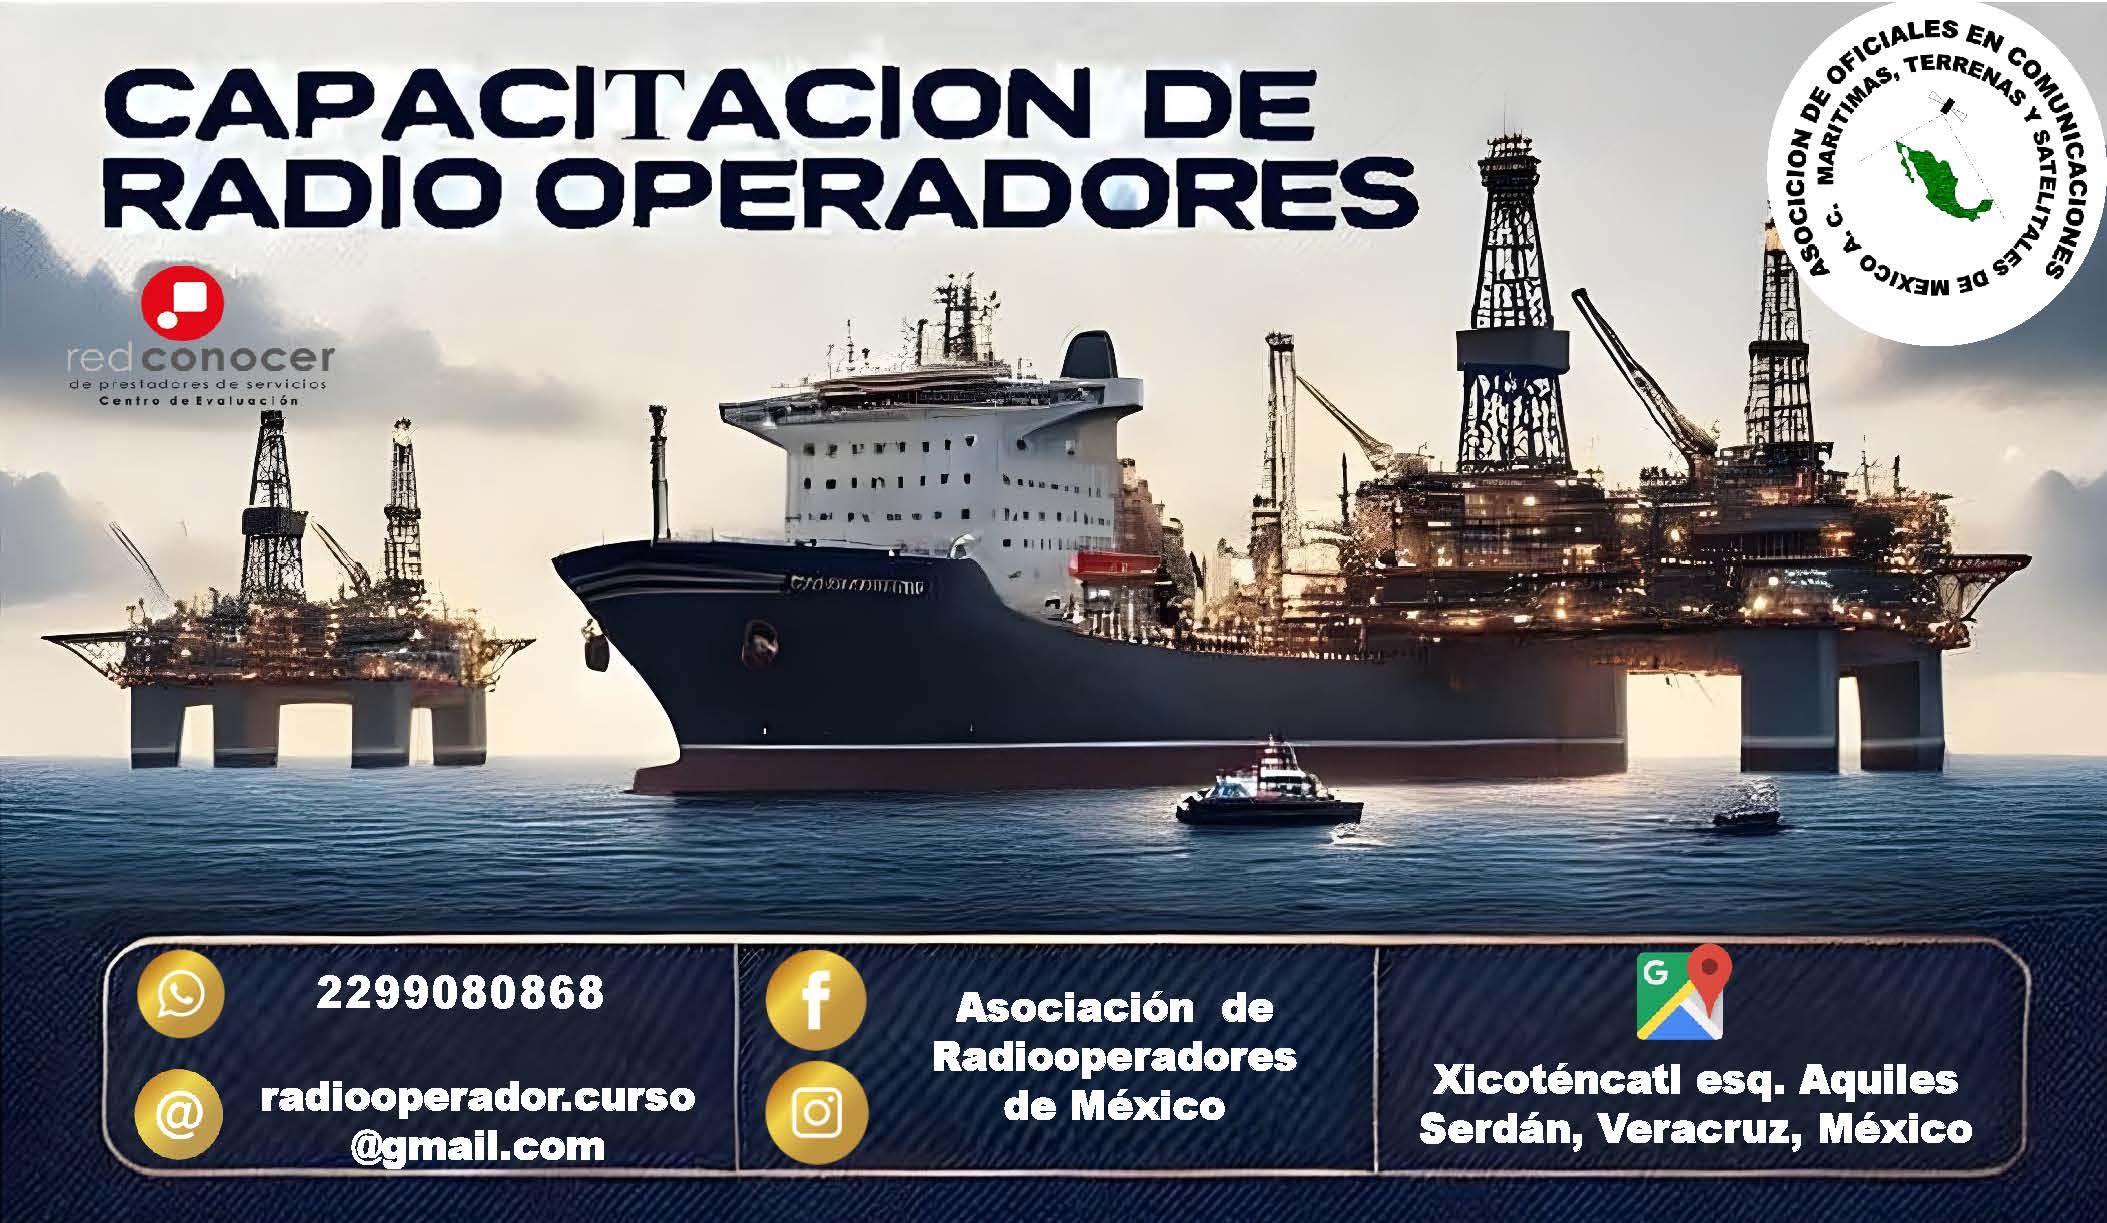 CAPACITACION DE
RADIO OPERADORES
ASOCICION DE OFICIALES EN COMUNICACIONES
MARITIMAS, TERRENAS Y SATELITALES DE MEXICO A. C.
red conocer
de prestadores de servicios
Centro de Evaluación
2299080868
radiooperador.curso
@gmail.com
Asociación de
Radiooperadores
de México
G
Xicoténcatl esq. Aquiles
Serdán, Veracruz, México